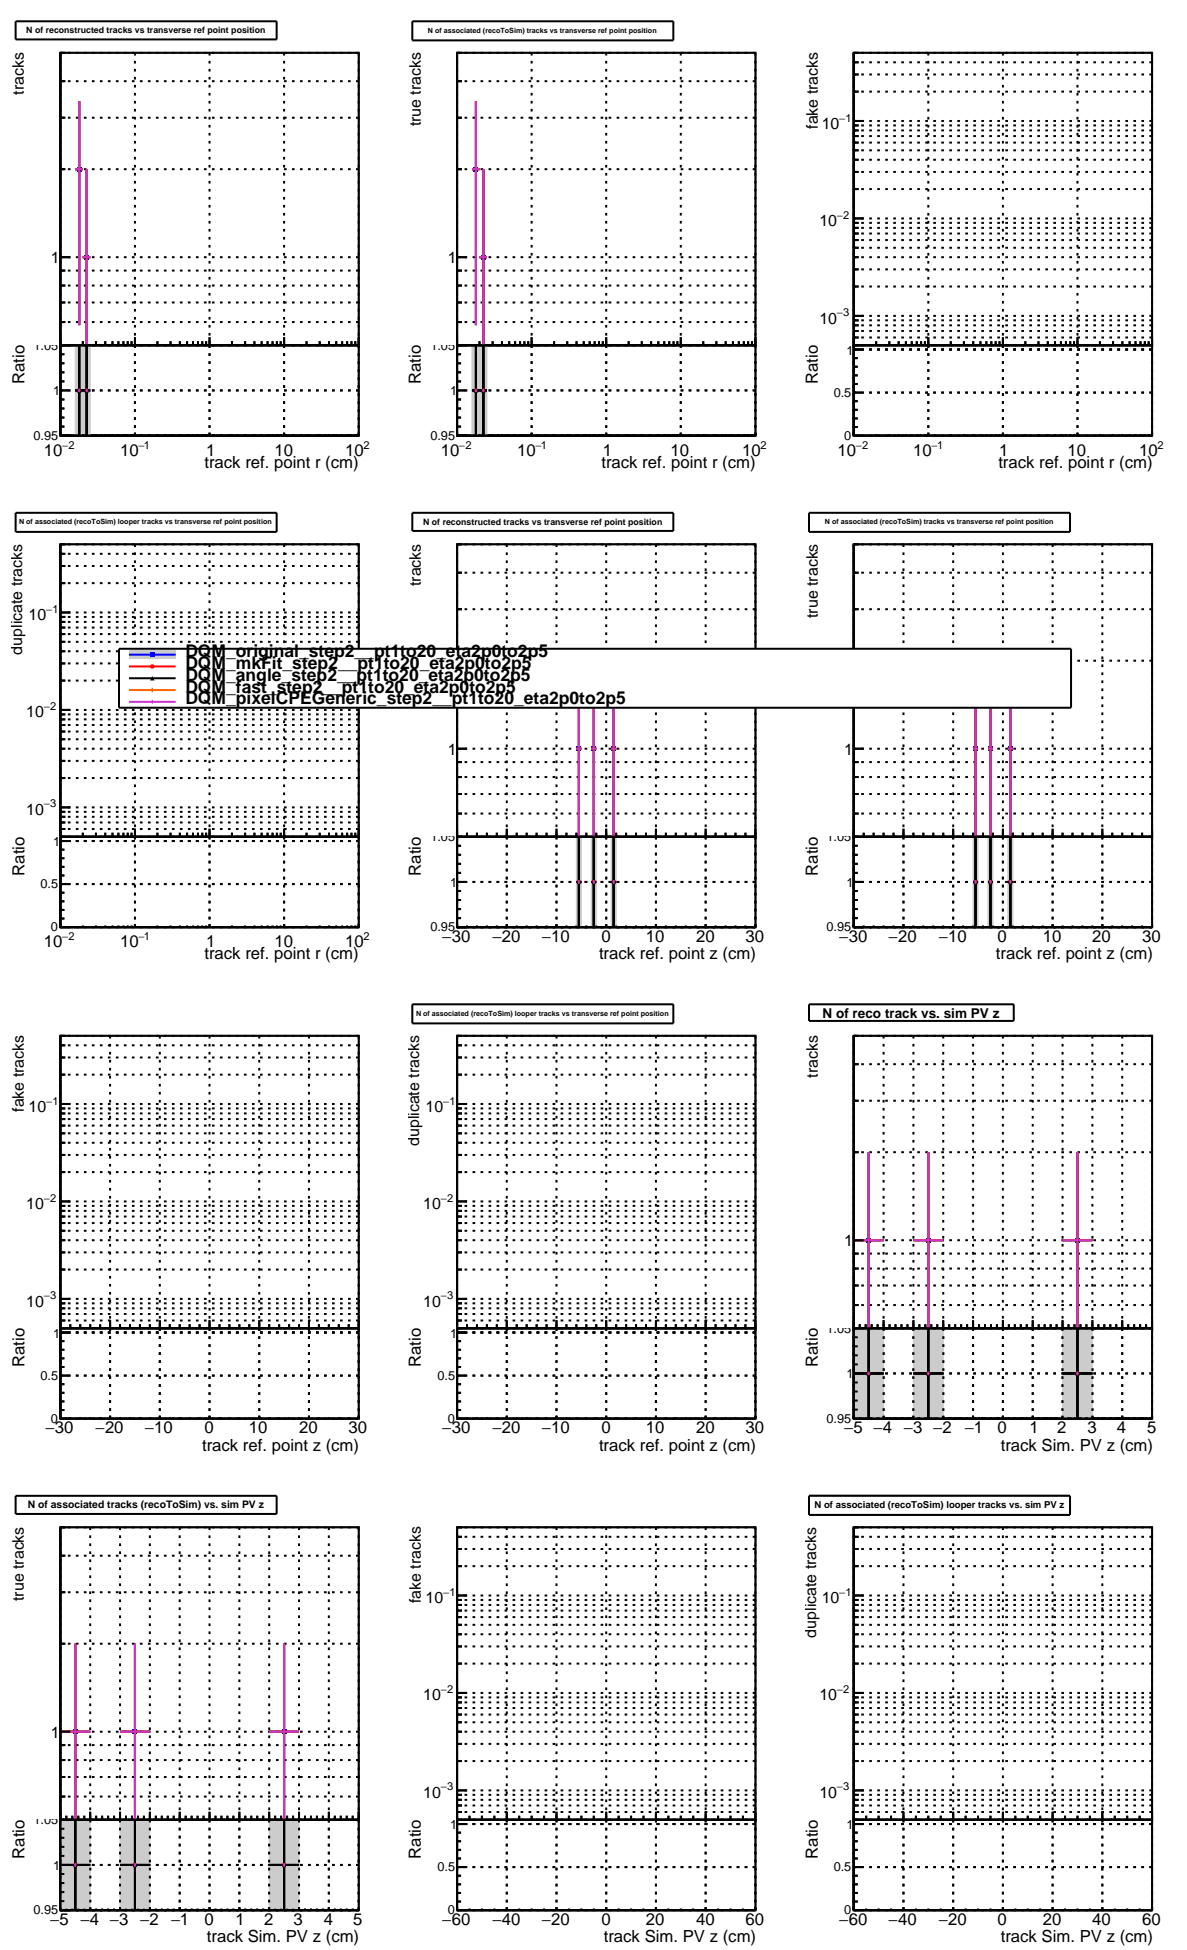 N of reconstructed tracks vs transverse ref point position
tracks
1
1.05
Ratio
1
0.95
10−2 10−1 1 10 102
track ref. point r (cm)
N of associated (recoToSim) tracks vs transverse ref point position
true tracks
1
1.05
Ratio
1
0.95
10−2 10−1 1 10 102
track ref. point r (cm)
fake tracks
10−1
10−2
10−3
Ratio
1
0.5
0
10−2 10−1 1 10 102
track ref. point r (cm)
N of associated (recoToSim) looper tracks vs transverse ref point position
duplicate tracks
10−1
10−2
10−3
Ratio
1
0.5
0
10−2 10−1 1 10 102
track ref. point r (cm)
N of reconstructed tracks vs transverse ref point position
tracks
1
1.05
Ratio
1
0.95
−30 −20 −10 0 10 20 30
track ref. point z (cm)
N of associated (recoToSim) tracks vs transverse ref point position
true tracks
1
1.05
Ratio
1
0.95
−30 −20 −10 0 10 20 30
track ref. point z (cm)
DQM_original_step2__pt1to20_eta2p0to2p5
DQM_mkFit_step2__pt1to20_eta2p0to2p5
DQM_angle_step2__pt1to20_eta2p0to2p5
DQM_fast_step2__pt1to20_eta2p0to2p5
DQM_pixelCPEGeneric_step2__pt1to20_eta2p0to2p5
fake tracks
10−1
10−2
10−3
Ratio
1
0.5
0
−30 −20 −10 0 10 20 30
track ref. point z (cm)
N of associated (recoToSim) looper tracks vs transverse ref point position
duplicate tracks
10−1
10−2
10−3
Ratio
1
0.5
0
−30 −20 −10 0 10 20 30
track ref. point z (cm)
N of reco track vs. sim PV z
tracks
1
1.05
Ratio
1
0.95
−5 −4 −3 −2 −1 0 1 2 3 4 5
track Sim. PV z (cm)
N of associated tracks (recoToSim) vs. sim PV z
true tracks
1
1.05
Ratio
1
0.95
−5 −4 −3 −2 −1 0 1 2 3 4 5
track Sim. PV z (cm)
fake tracks
10−1
10−2
10−3
Ratio
1
0.5
0
−60 −40 −20 0 20 40 60
track Sim. PV z (cm)
N of associated (recoToSim) looper tracks vs. sim PV z
duplicate tracks
10−1
10−2
10−3
Ratio
1
0.5
0
−60 −40 −20 0 20 40 60
track Sim. PV z (cm)